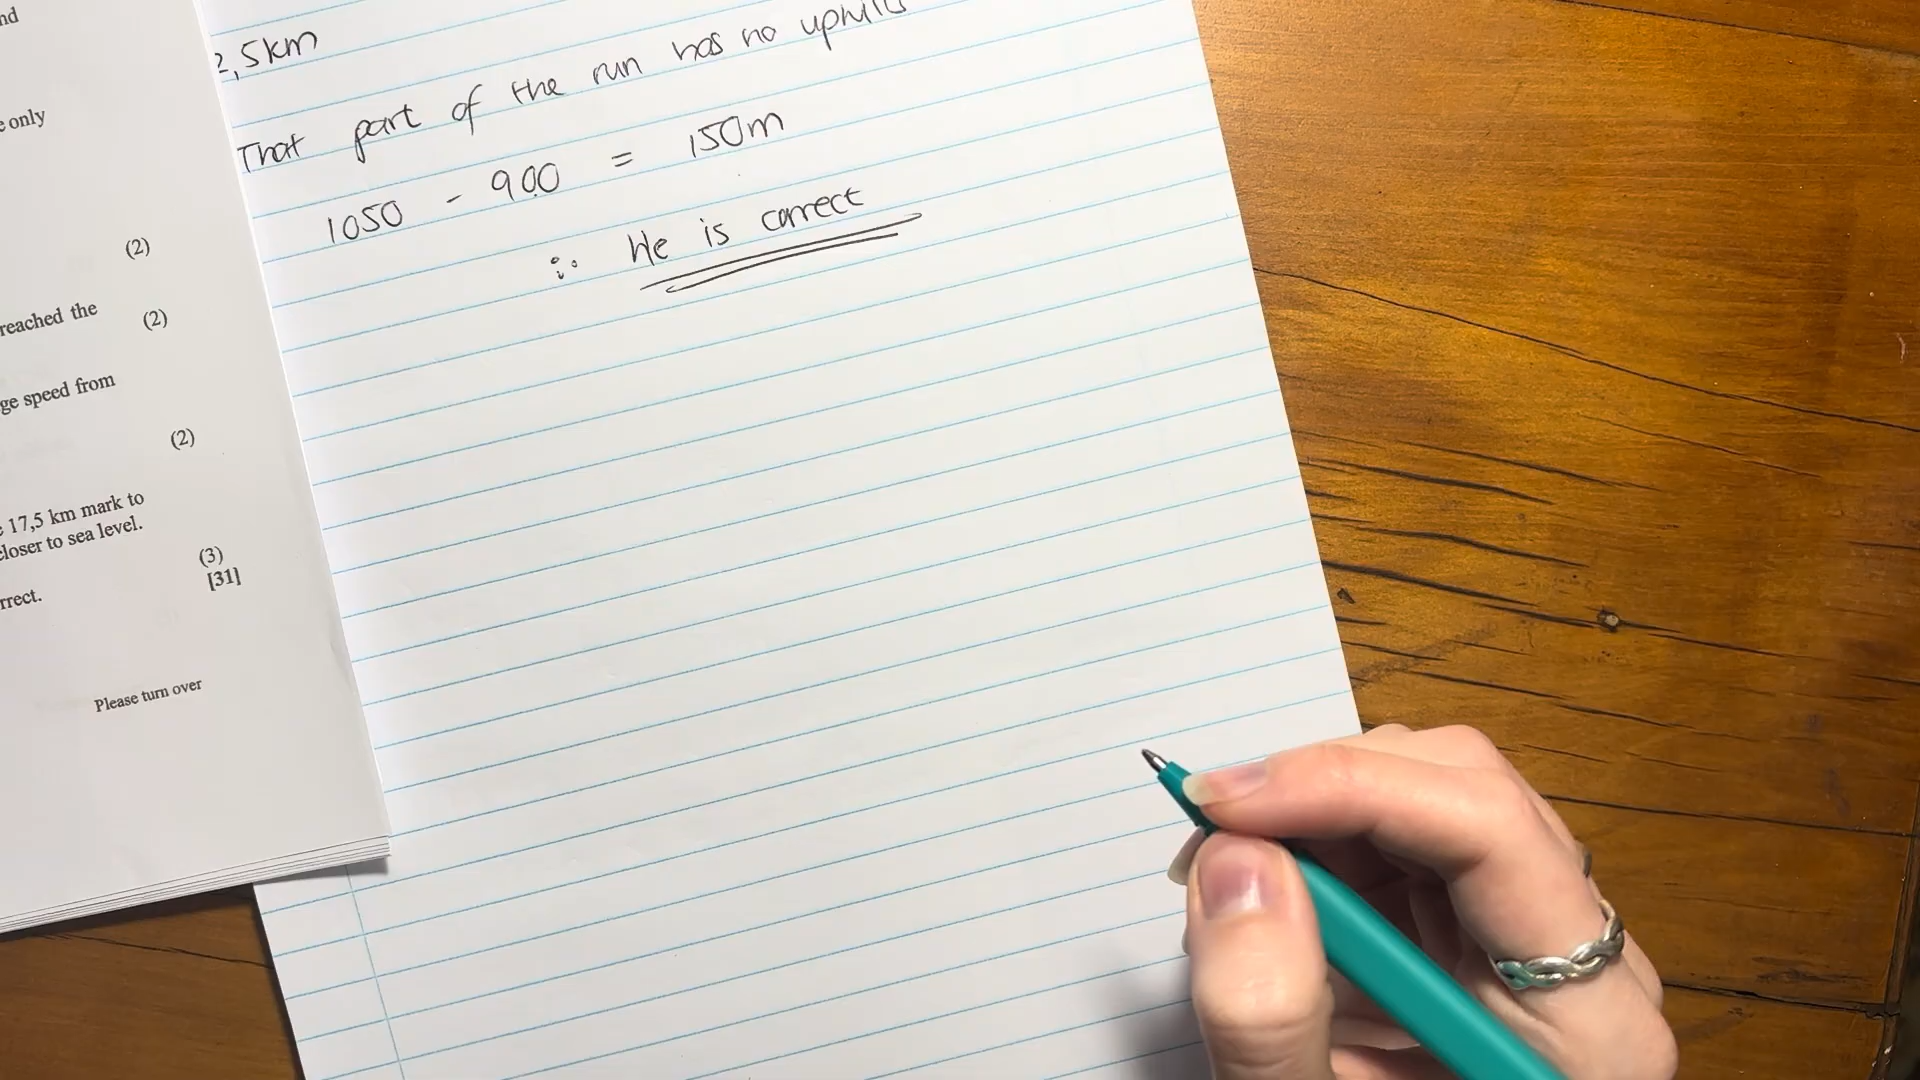 nd
e only
(2)
reached the
(2)
ge speed from
(2)
17,5 km mark to
closer to sea level.
(3)
[31]
rrect.
Please turn over
2,5km
That part of the run has no uphills
1050 - 900 = 150m
∴ He is correct